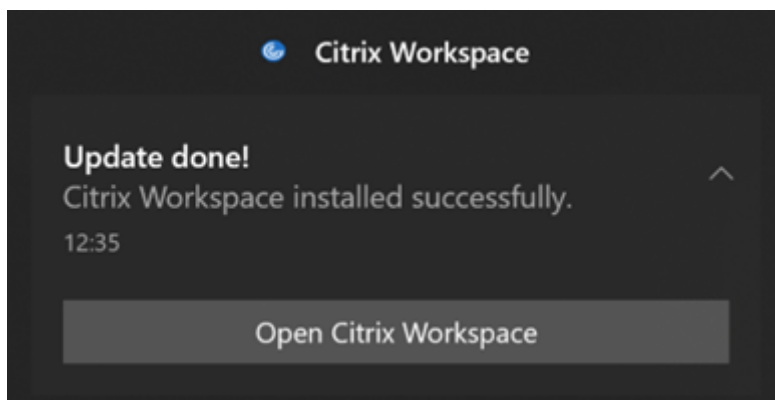 Citrix Workspace
Update done!
Citrix Workspace installed successfully.
12:35
Open Citrix Workspace